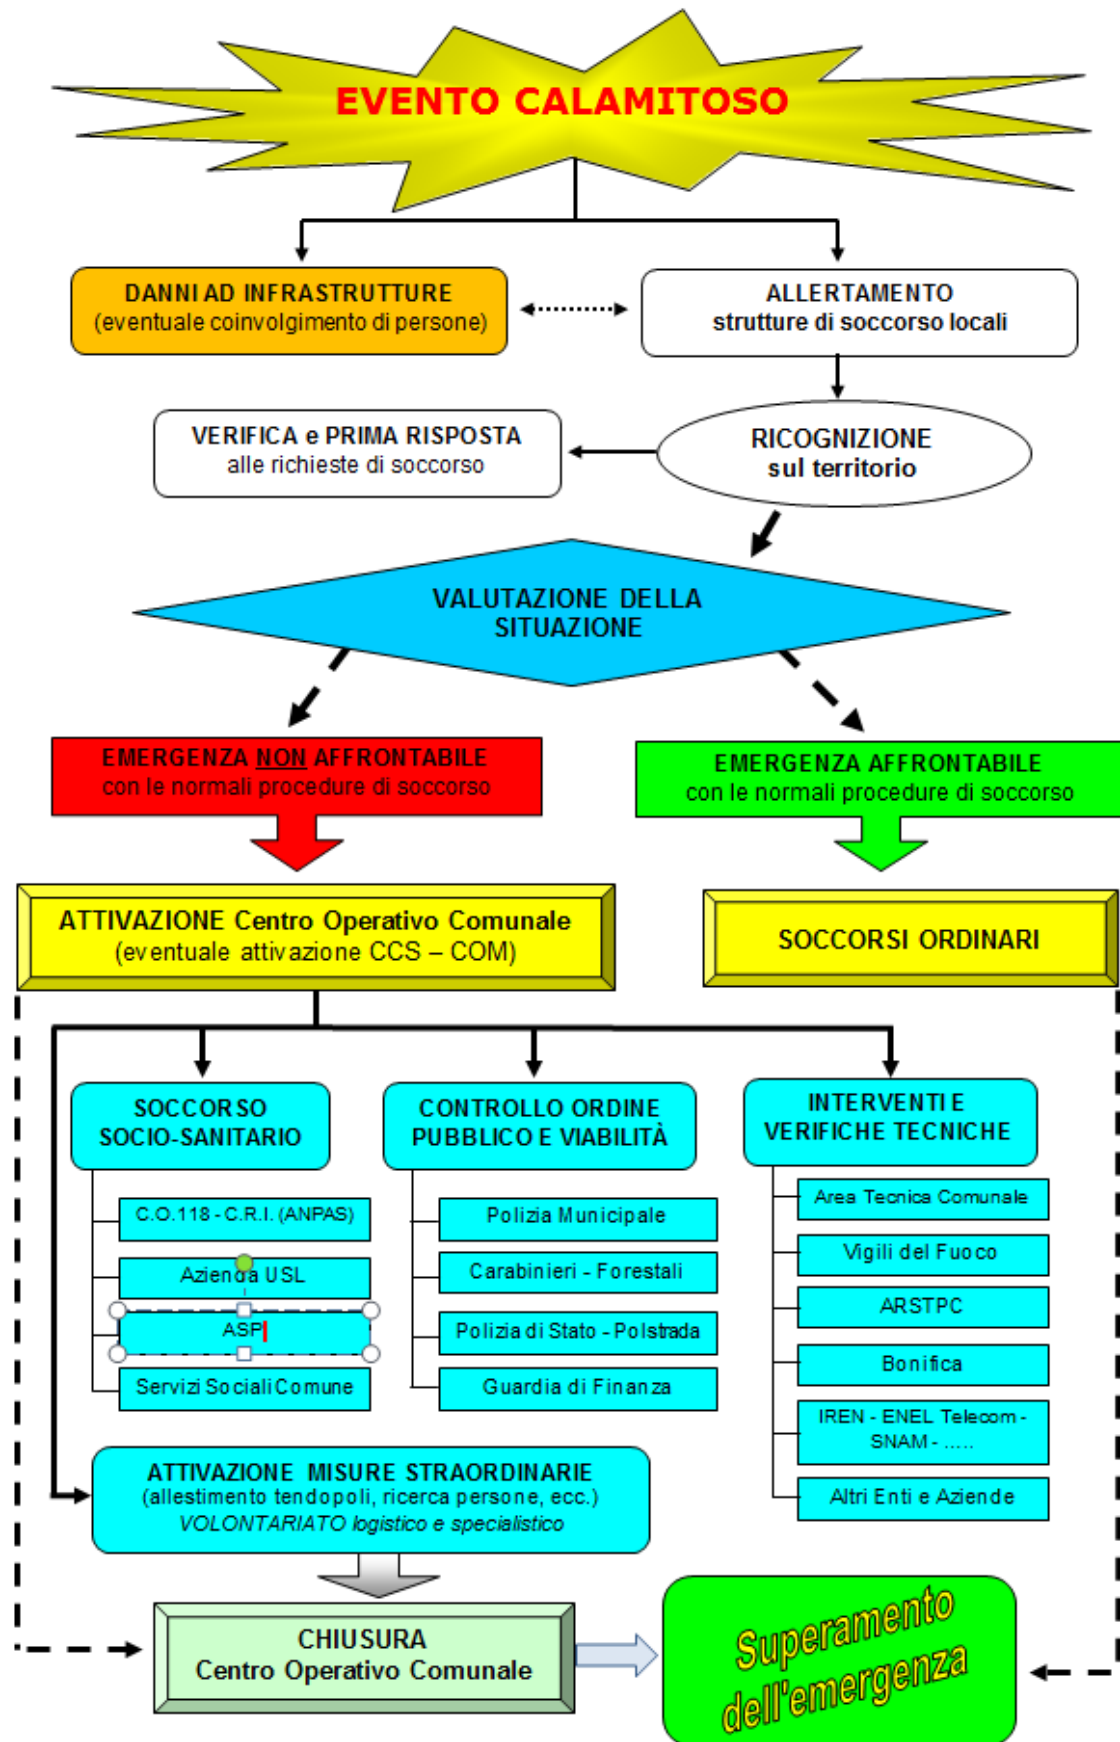 EVENTO CALAMITOSO
DANNI AD INFRASTRUTTURE
(eventuale coinvolgimento di persone)
ALLERTAMENTO
strutture di soccorso locali
VERIFICA e PRIMA RISPOSTA
alle richieste di soccorso
RICOGNIZIONE
sul territorio
VALUTAZIONE DELLA
SITUAZIONE
EMERGENZA NON AFFRONTABILE
con le normali procedure di soccorso
EMERGENZA AFFRONTABILE
con le normali procedure di soccorso
ATTIVAZIONE Centro Operativo Comunale
(eventuale attivazione CCS – COM)
SOCCORSI ORDINARI
SOCCORSO
SOCIO-SANITARIO
C.O.118 - C.R.I. (ANPAS)
Azienda USL
ASP
Servizi Sociali Comune
CONTROLLO ORDINE
PUBBLICO E VIABILITÀ
Polizia Municipale
Carabinieri - Forestali
Polizia di Stato - Polstrada
Guardia di Finanza
INTERVENTI E
VERIFICHE TECNICHE
Area Tecnica Comunale
Vigili del Fuoco
ARSTPC
Bonifica
IREN - ENEL Telecom -
SNAM - .....
Altri Enti e Aziende
ATTIVAZIONE MISURE STRAORDINARIE
(allestimento tendopoli, ricerca persone, ecc.)
VOLONTARIATO logistico e specialistico
CHIUSURA
Centro Operativo Comunale
Superamento
dell'emergenza